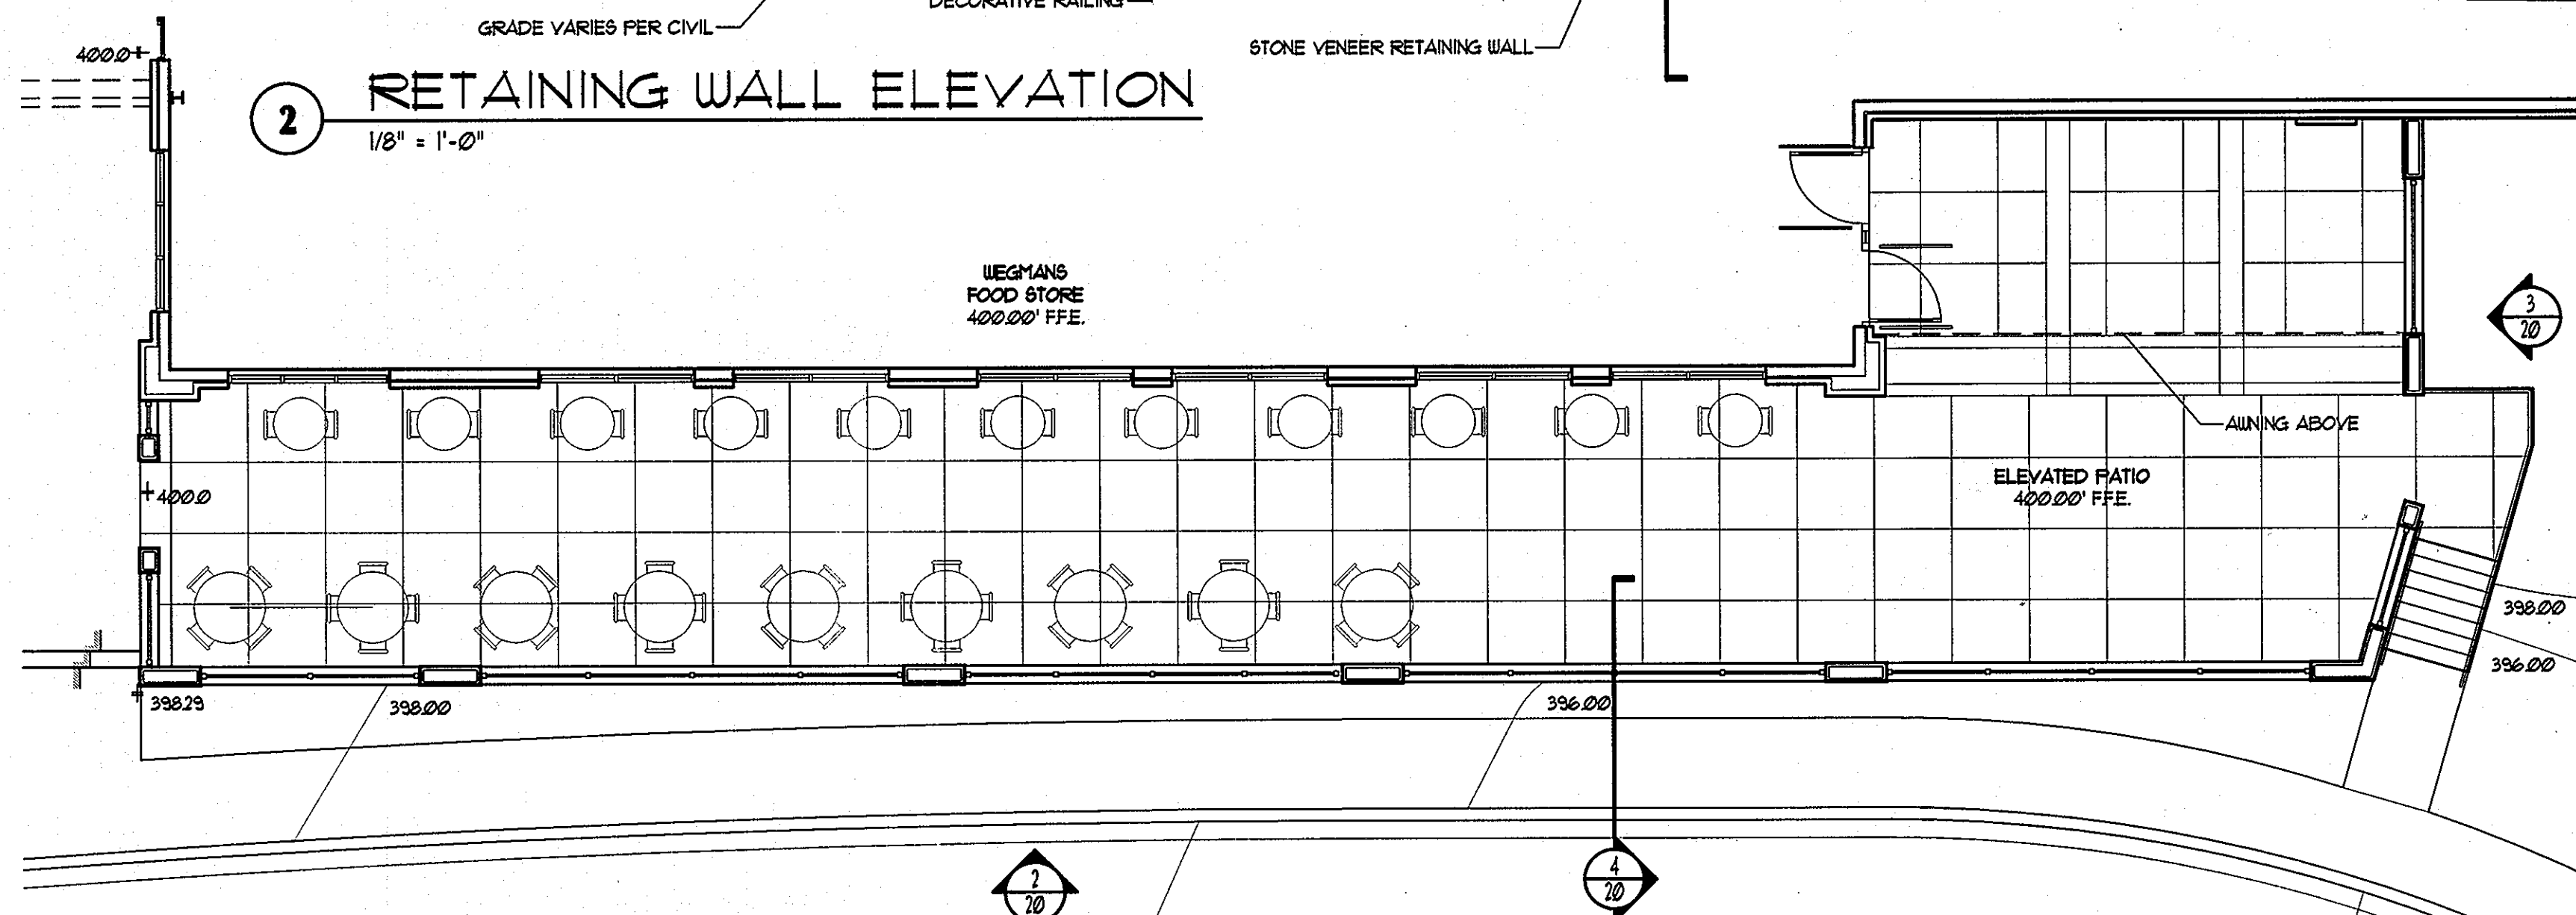 DECORATIVE RAILING
GRADE VARIES PER CIVIL
STONE VENEER RETAINING WALL
400.0
2 RETAINING WALL ELEVATION
1/8" = 1'-0"
WEGMANS
FOOD STORE
400.00' F.F.E.
3
20
AWNING ABOVE
ELEVATED PATIO
400.00' F.F.E.
400.0
398.00
396.00
398.29
398.00
396.00
2
20
4
20